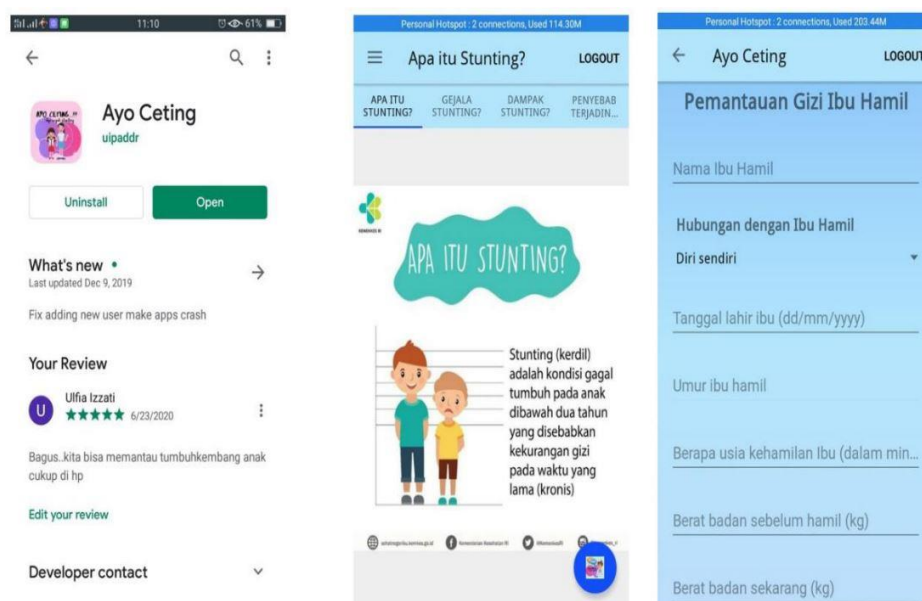 11:10
61%
Ayo Ceting
uipaddr
Uninstall
Open
What's new
Last updated Dec 9, 2019
Fix adding new user make apps crash
Your Review
U
Ulfia Izzati
6/23/2020
Bagus..kita bisa memantau tumbuhkembang anak
cukup di hp
Edit your review
Developer contact
Personal Hotspot : 2 connections, Used 114.30M
Apa itu Stunting?
LOGOUT
APA ITU
STUNTING?
GEJALA
STUNTING?
DAMPAK
STUNTING?
PENYEBAB
TERJADIN...
APA ITU STUNTING?
Stunting (kerdil)
adalah kondisi gagal
tumbuh pada anak
dibawah dua tahun
yang disebabkan
kekurangan gizi
pada waktu yang
lama (kronis)
Personal Hotspot : 2 connections, Used 203.44M
Ayo Ceting
LOGOUT
Pemantauan Gizi Ibu Hamil
Nama Ibu Hamil
Hubungan dengan Ibu Hamil
Diri sendiri
Tanggal lahir ibu (dd/mm/yyyy)
Umur ibu hamil
Berapa usia kehamilan Ibu (dalam min...
Berat badan sebelum hamil (kg)
Berat badan sekarang (kg)